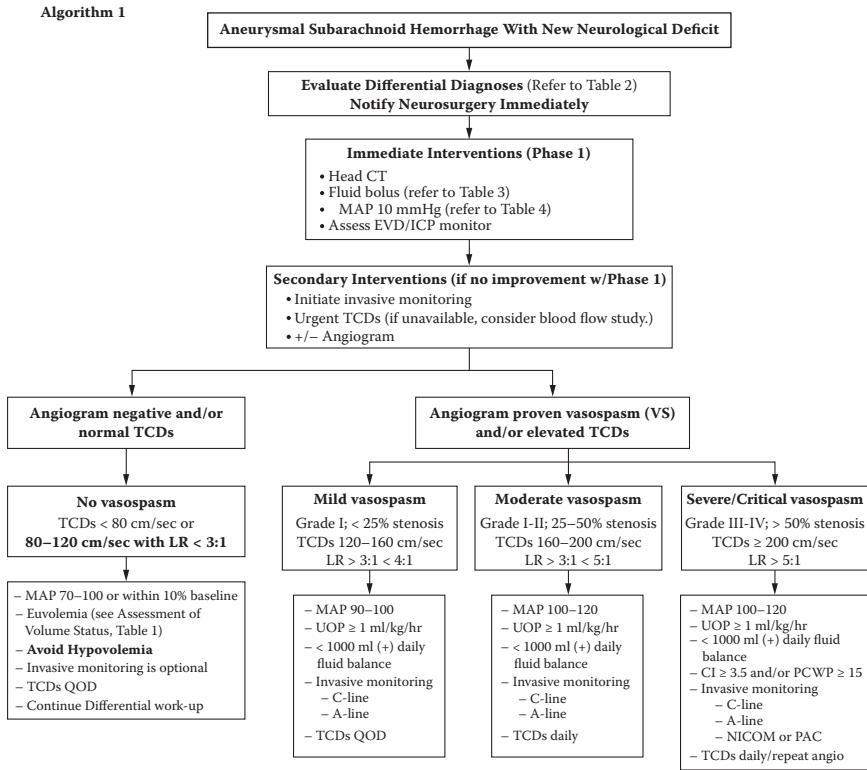 Algorithm 1
Aneurysmal Subarachnoid Hemorrhage With New Neurological Deficit
Evaluate Differential Diagnoses (Refer to Table 2)
Notify Neurosurgery Immediately
Immediate Interventions (Phase 1)
• Head CT
• Fluid bolus (refer to Table 3)
• MAP 10 mmHg (refer to Table 4)
• Assess EVD/ICP monitor
Secondary Interventions (if no improvement w/Phase 1)
• Initiate invasive monitoring
• Urgent TCDs (if unavailable, consider blood flow study.)
• +/− Angiogram
Angiogram negative and/or
normal TCDs
Angiogram proven vasospasm (VS)
and/or elevated TCDs
No vasospasm
TCDs < 80 cm/sec or
80–120 cm/sec with LR < 3:1
Mild vasospasm
Grade I; < 25% stenosis
TCDs 120–160 cm/sec
LR > 3:1 < 4:1
Moderate vasospasm
Grade I-II; 25–50% stenosis
TCDs 160–200 cm/sec
LR > 3:1 < 5:1
Severe/Critical vasospasm
Grade III-IV; > 50% stenosis
TCDs ≥ 200 cm/sec
LR > 5:1
– MAP 70–100 or within 10% baseline
– Euvolemia (see Assessment of
Volume Status, Table 1)
– Avoid Hypovolemia
– Invasive monitoring is optional
– TCDs QOD
– Continue Differential work-up
– MAP 90–100
– UOP ≥ 1 ml/kg/hr
– < 1000 ml (+) daily
fluid balance
– Invasive monitoring
– C-line
– A-line
– TCDs QOD
– MAP 100–120
– UOP ≥ 1 ml/kg/hr
– < 1000 ml (+) daily
fluid balance
– Invasive monitoring
– C-line
– A-line
– TCDs daily
– MAP 100–120
– UOP ≥ 1 ml/kg/hr
– < 1000 ml (+) daily fluid
balance
– CI ≥ 3.5 and/or PCWP ≥ 15
– Invasive monitoring
– C-line
– A-line
– NICOM or PAC
– TCDs daily/repeat angio